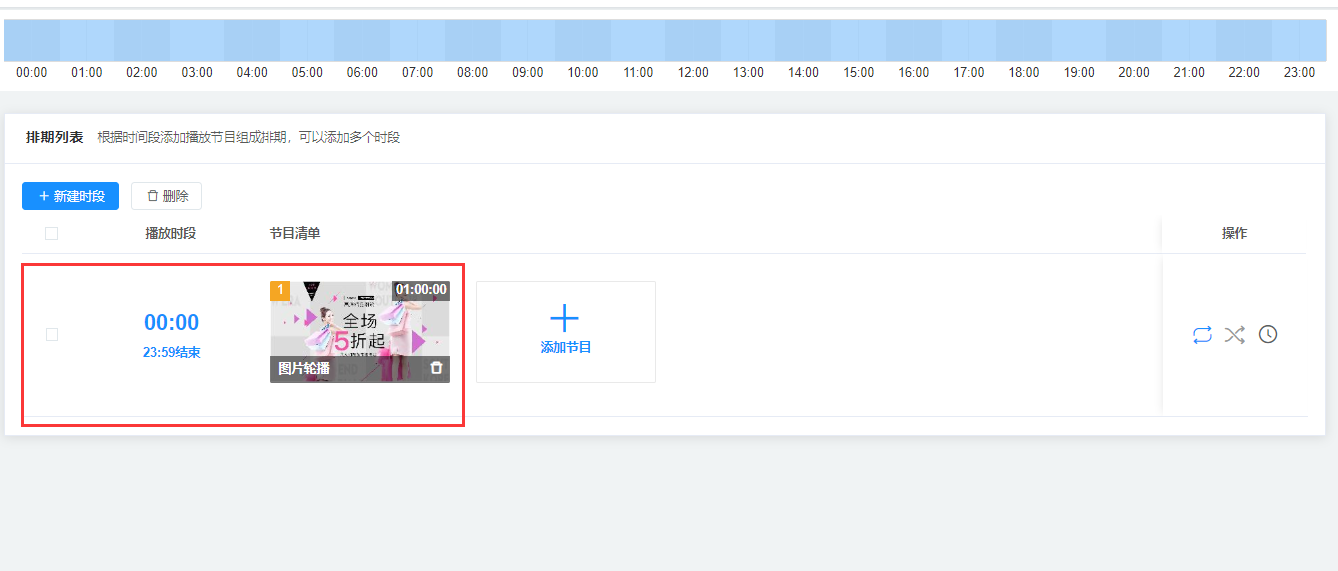 00:00 01:00 02:00 03:00 04:00 05:00 06:00 07:00 08:00 09:00 10:00 11:00 12:00 13:00 14:00 15:00 16:00 17:00 18:00 19:00 20:00 21:00 22:00 23:00
排期列表 根据时间段添加播放节目组成排期，可以添加多个时段
+ 新建时段 删除
播放时段 节目清单 操作
1 01:00:00
全场
5折起
图片轮播
00:00
23:59结束
添加节目